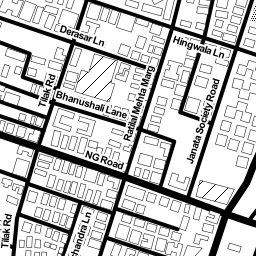 Derasar Ln
Hingwala Ln
Tilak Rd
Bhanushali Lane
Ratilal Mehta Marg
Janata Society Road
NG Road
Tilak Rd
chandra Ln